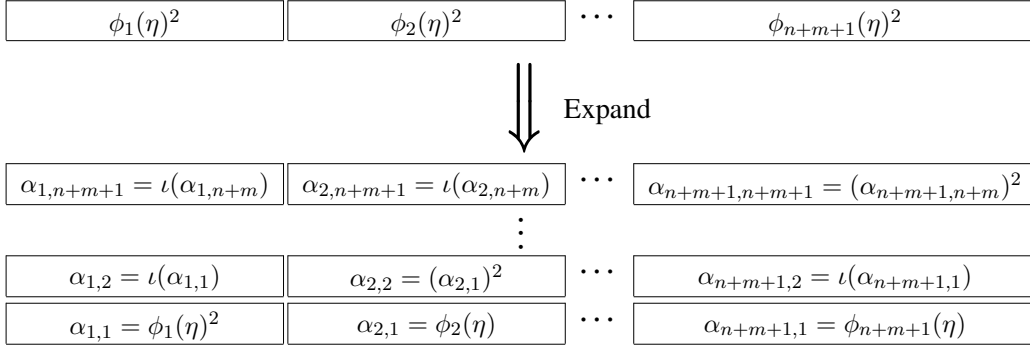 ϕ₁(η)² ϕ₂(η)² ⋯ ϕₙ₊ₘ₊₁(η)²
Expand
α₁,ₙ₊ₘ₊₁ = ι(α₁,ₙ₊ₘ) α₂,ₙ₊ₘ₊₁ = ι(α₂,ₙ₊ₘ) ⋯ αₙ₊ₘ₊₁,ₙ₊ₘ₊₁ = (αₙ₊ₘ₊₁,ₙ₊ₘ)²
⋮
α₁,₂ = ι(α₁,₁) α₂,₂ = (α₂,₁)² ⋯ αₙ₊ₘ₊₁,₂ = ι(αₙ₊ₘ₊₁,₁)
α₁,₁ = ϕ₁(η)² α₂,₁ = ϕ₂(η) ⋯ αₙ₊ₘ₊₁,₁ = ϕₙ₊ₘ₊₁(η)